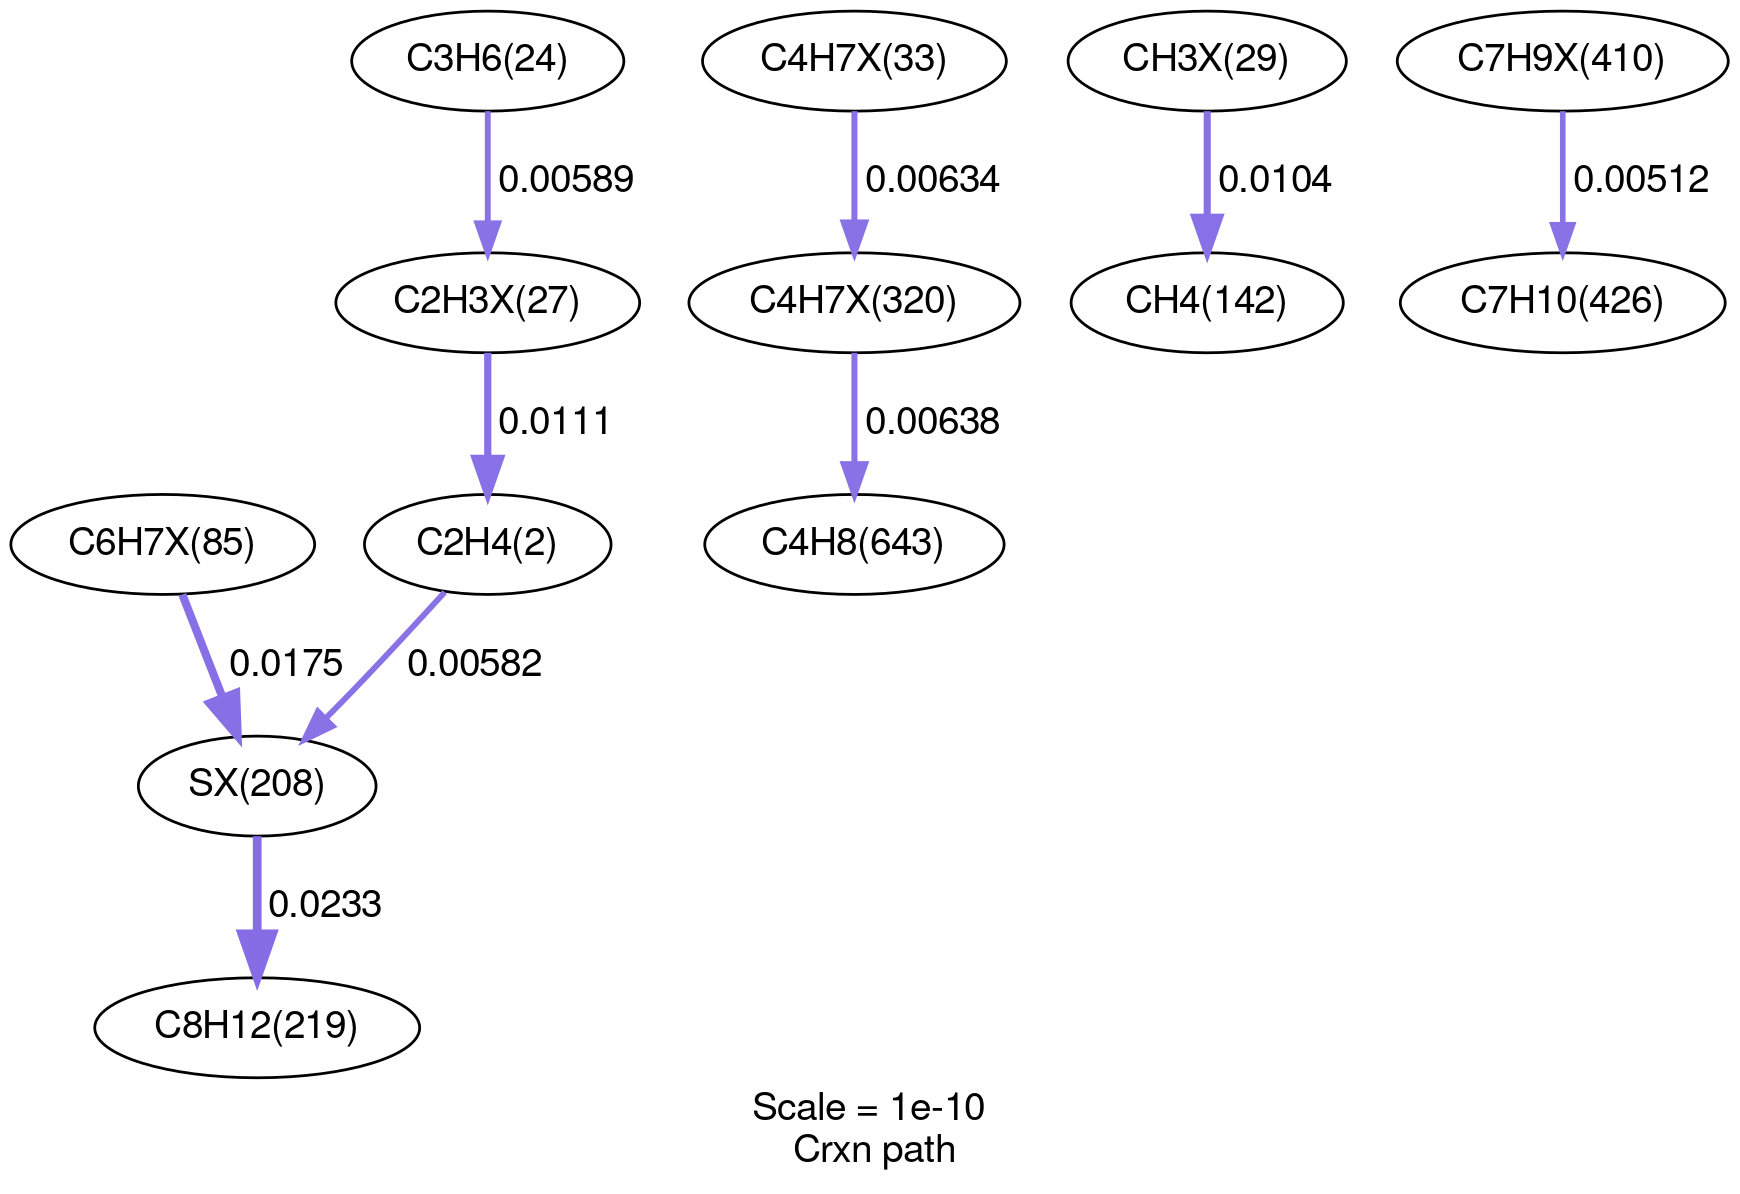 C3H6(24)
C4H7X(33)
CH3X(29)
C7H9X(410)
0.00589
0.00634
0.0104
0.00512
C2H3X(27)
C4H7X(320)
CH4(142)
C7H10(426)
0.0111
0.00638
C6H7X(85)
C2H4(2)
C4H8(643)
0.0175
0.00582
SX(208)
0.0233
C8H12(219)
Scale = 1e-10
Crxn path